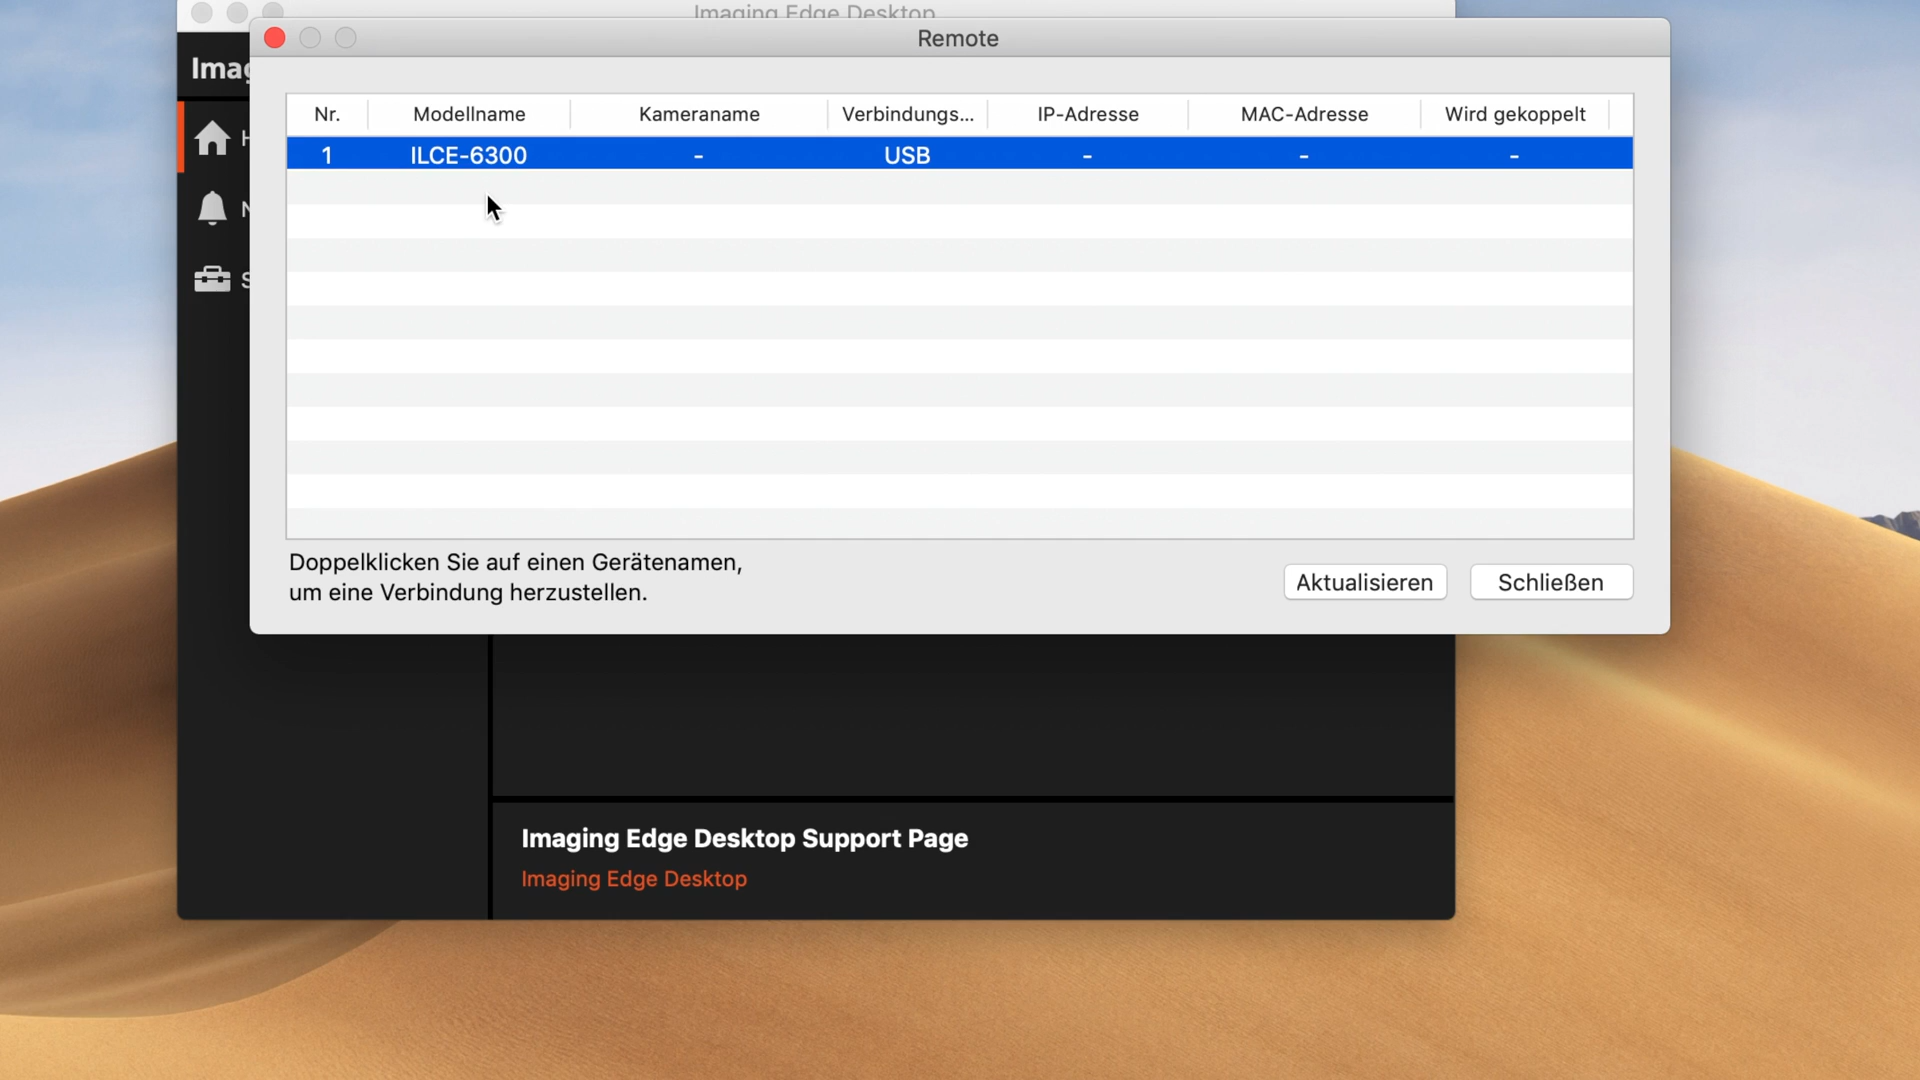 Imaging Edge Desktop
Remote
Imag
Nr. Modellname Kameraname Verbindungs... IP-Adresse MAC-Adresse Wird gekoppelt
1 ILCE-6300 - USB - - -
H
N
S
Doppelklicken Sie auf einen Gerätenamen,
um eine Verbindung herzustellen.
Aktualisieren Schließen
Imaging Edge Desktop Support Page
Imaging Edge Desktop